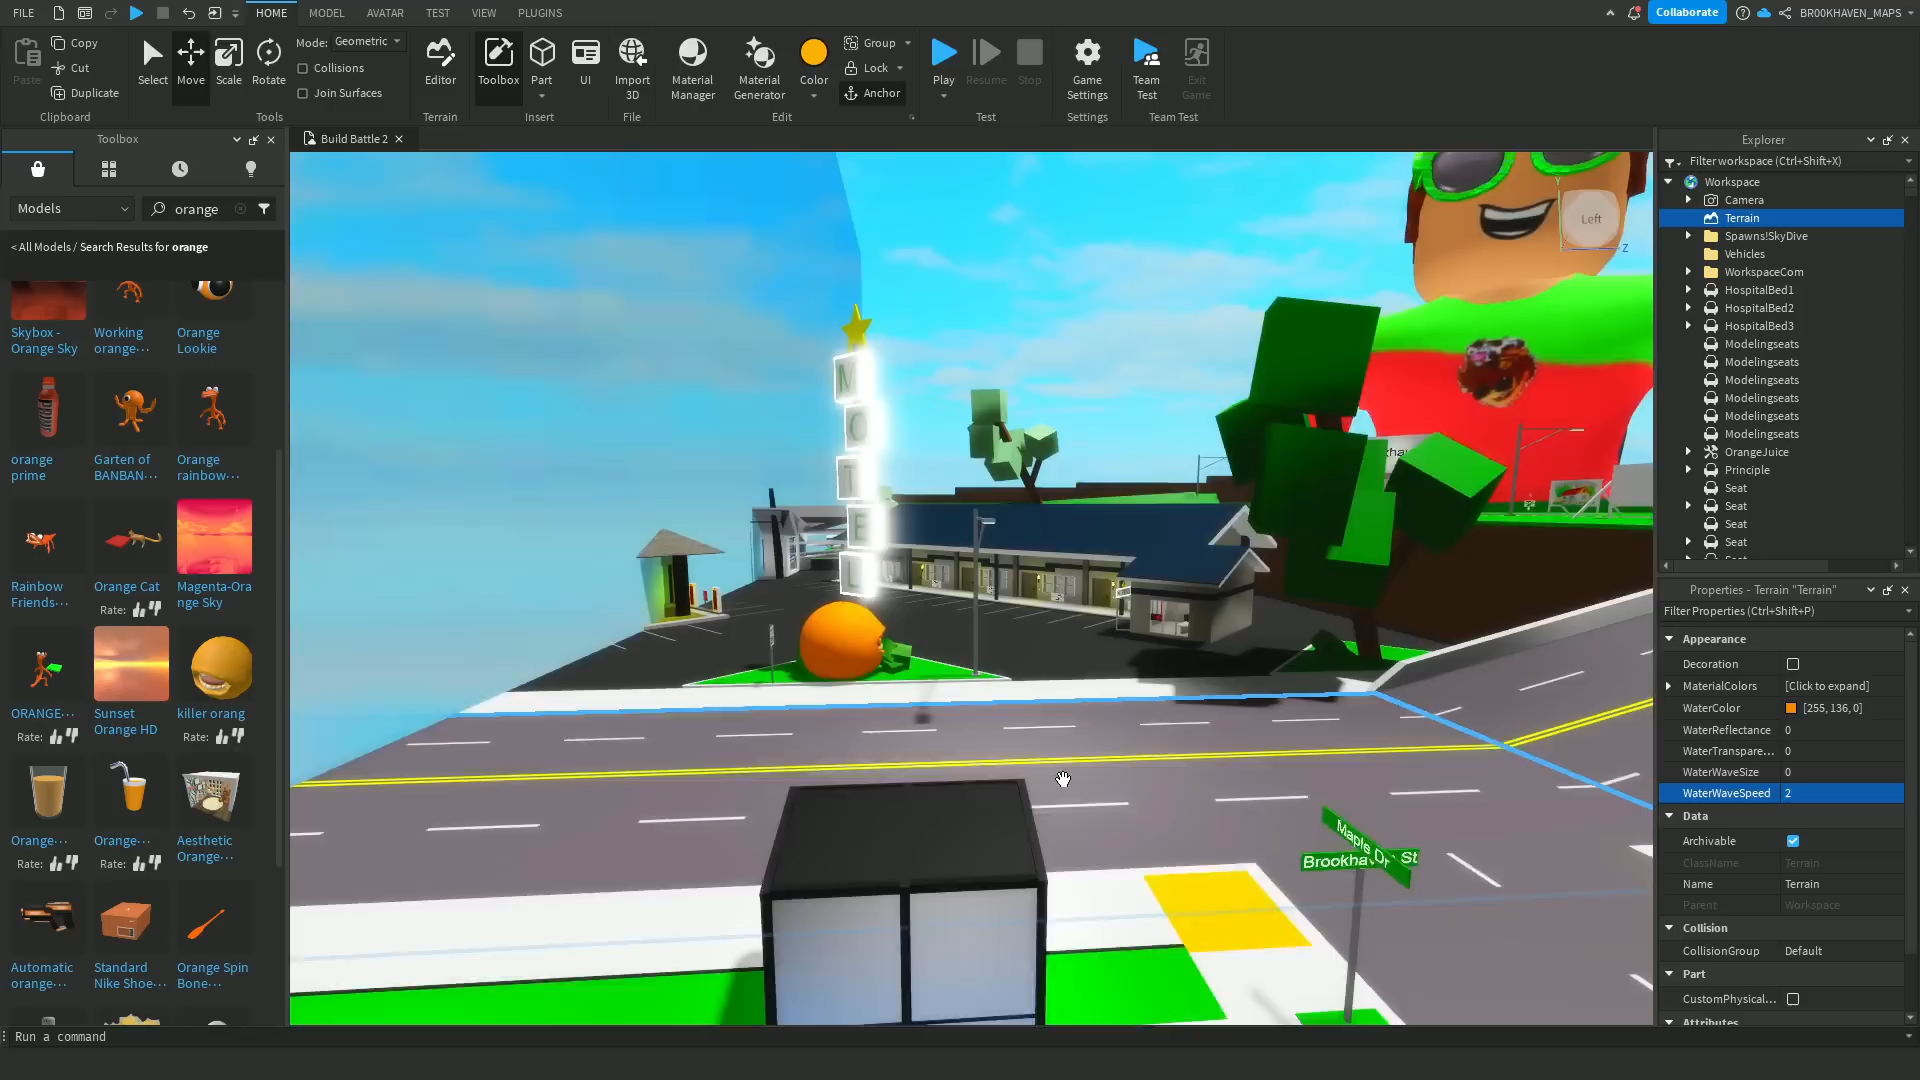 FILE
HOME
MODEL
AVATAR
TEST
VIEW
PLUGINS
Collaborate
BR00KHAVEN_MAPS
Paste
Copy
Cut
Duplicate
Clipboard
Select
Move
Scale
Rotate
Mode: Geometric
Collisions
Join Surfaces
Tools
Editor
Terrain
Toolbox
Part
UI
Insert
Import
3D
File
Material
Manager
Material
Generator
Color
Group
Lock
Anchor
Edit
Play
Resume
Stop
Test
Game
Settings
Settings
Team
Test
Exit
Game
Team Test
Toolbox
Models
orange
< All Models / Search Results for orange
Skybox -
Orange Sky
Working
orange···
Orange
Lookie
orange
prime
Garten of
BANBAN···
Orange
rainbow···
Rainbow
Friends···
Orange Cat
Rate:
Magenta-Ora
nge Sky
ORANGE···
Rate:
Sunset
Orange HD
killer orang
Rate:
Orange···
Rate:
Orange···
Rate:
Aesthetic
Orange···
Automatic
orange···
Standard
Nike Shoe···
Orange Spin
Bone···
Build Battle 2
Left
Y
Z
M
O
T
E
L
Maple Dr
Brookha
St
Explorer
Filter workspace (Ctrl+Shift+X)
Workspace
Camera
Terrain
Spawns!SkyDive
Vehicles
WorkspaceCom
HospitalBed1
HospitalBed2
HospitalBed3
Modelingseats
Modelingseats
Modelingseats
Modelingseats
Modelingseats
Modelingseats
OrangeJuice
Principle
Seat
Seat
Seat
Seat
Properties - Terrain "Terrain"
Filter Properties (Ctrl+Shift+P)
Appearance
Decoration
MaterialColors [Click to expand]
WaterColor [255, 136, 0]
WaterReflectance 0
WaterTranspare... 0
WaterWaveSize 0
WaterWaveSpeed 2
Data
Archivable
ClassName Terrain
Name Terrain
Parent Workspace
Collision
CollisionGroup Default
Part
CustomPhysical...
Attributes
Run a command